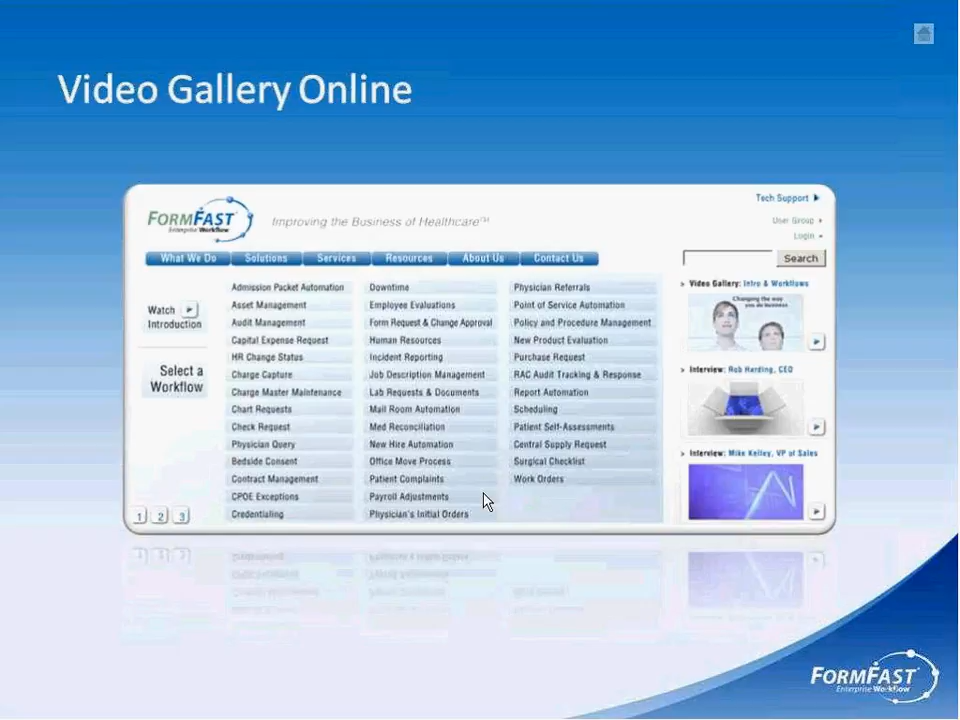 Video Gallery Online
FORMFAST
Enterprise Workflow
Improving the Business of Healthcare™
Tech Support
User Group
Login
What We Do Solutions Services Resources About Us Contact Us
Search
Watch
Introduction
Select a
Workflow
1 2 3
Admission Packet Automation
Asset Management
Audit Management
Capital Expense Request
HR Change Status
Charge Capture
Charge Master Maintenance
Chart Requests
Check Request
Physician Query
Bedside Consent
Contract Management
CPOE Exceptions
Credentialing
Downtime
Employee Evaluations
Form Request & Change Approval
Human Resources
Incident Reporting
Job Description Management
Lab Requests & Documents
Mail Room Automation
Med Reconciliation
New Hire Automation
Office Move Process
Patient Complaints
Payroll Adjustments
Physician's Initial Orders
Physician Referrals
Point of Service Automation
Policy and Procedure Management
New Product Evaluation
Purchase Request
RAC Audit Tracking & Response
Report Automation
Scheduling
Patient Self-Assessments
Central Supply Request
Surgical Checklist
Work Orders
Video Gallery: Intro & Workflows
Changing the way
you do business
Interview: Rob Harding, CEO
Interview: Mike Kelley, VP of Sales
FORMFAST
Enterprise Workflow